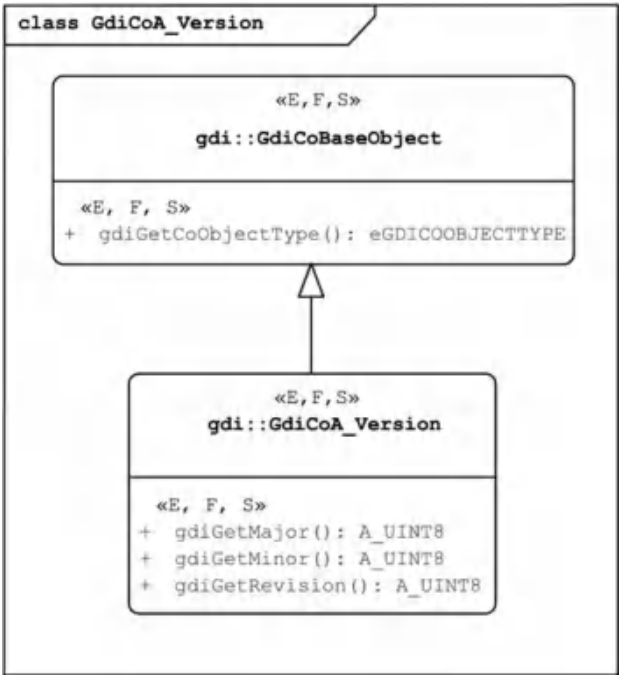 class GdiCoA_Version
«E,F,S»
gdi::GdiCoBaseObject
«E, F, S»
+ gdiGetCoObjectType(): eGDICOOBJECTTYPE
«E,F,S»
gdi::GdiCoA_Version
«E, F, S»
+ gdiGetMajor(): A_UINT8
+ gdiGetMinor(): A_UINT8
+ gdiGetRevision(): A_UINT8